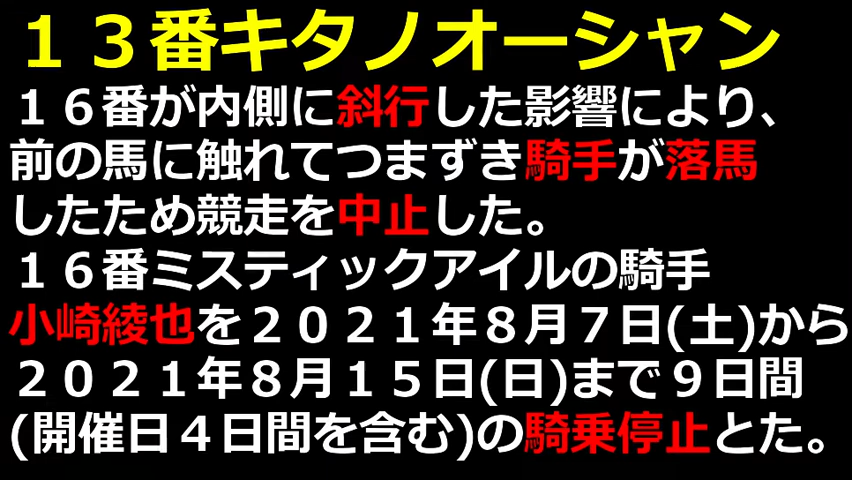 １３番キタノオーシャン
１６番が内側に斜行した影響により、
前の馬に触れてつまずき騎手が落馬
したため競走を中止した。
１６番ミスティックアイルの騎手
小崎綾也を２０２１年８月７日(土)から
２０２１年８月１５日(日)まで９日間
(開催日４日間を含む)の騎乗停止とた。